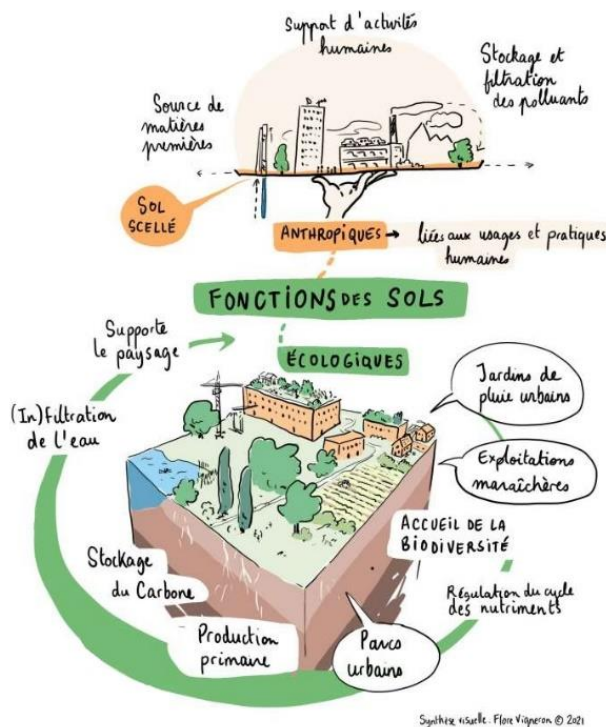 Support d'activités
humaines
Stockage et
filtration
des polluants
Source de
matières
premières
SOL
SCELLÉ
ANTHROPIQUES
liées aux usages et pratiques
humaines
FONCTIONS DES SOLS
ÉCOLOGIQUES
Supporte
le paysage
(In)filtration
de l'eau
Jardins de
pluie urbains
Exploitations
maraîchères
ACCUEIL DE LA
BIODIVERSITÉ
Régulation du cycle
des nutriments
Stockage
du Carbone
Production
primaire
Parcs
urbains
Synthèse visuelle. Flore Vigneron © 2021